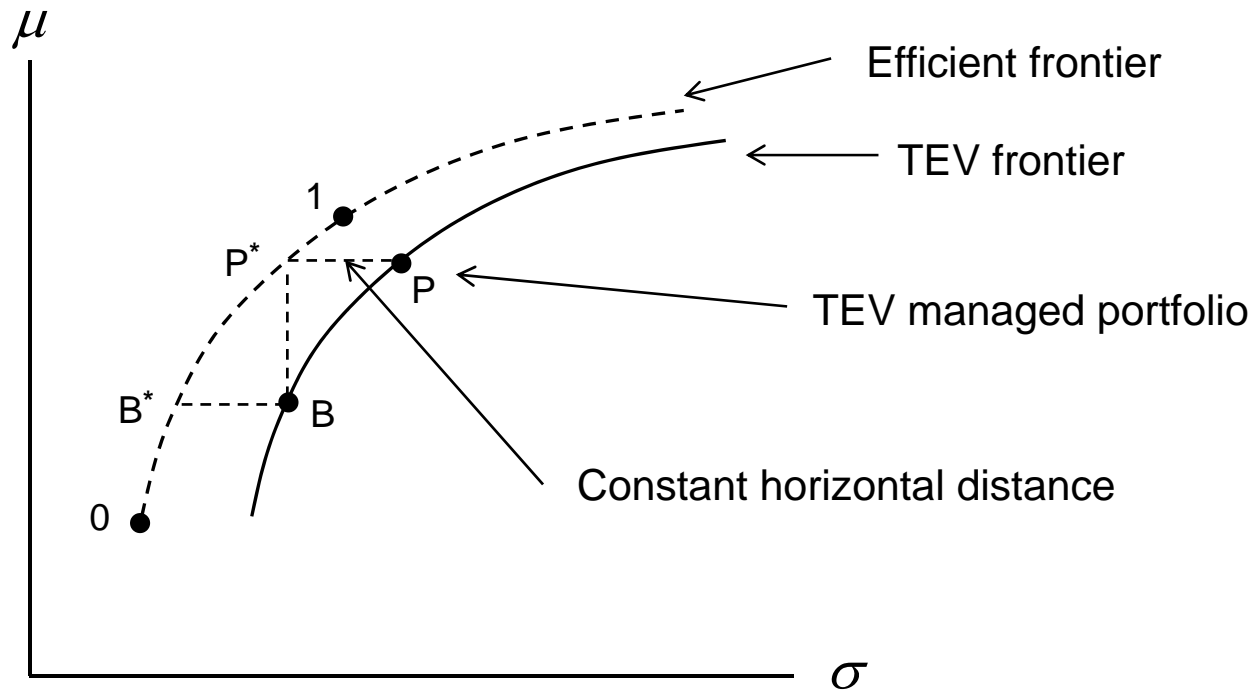 μ
Efficient frontier
TEV frontier
1
P*
P
TEV managed portfolio
B*
B
Constant horizontal distance
0
σ